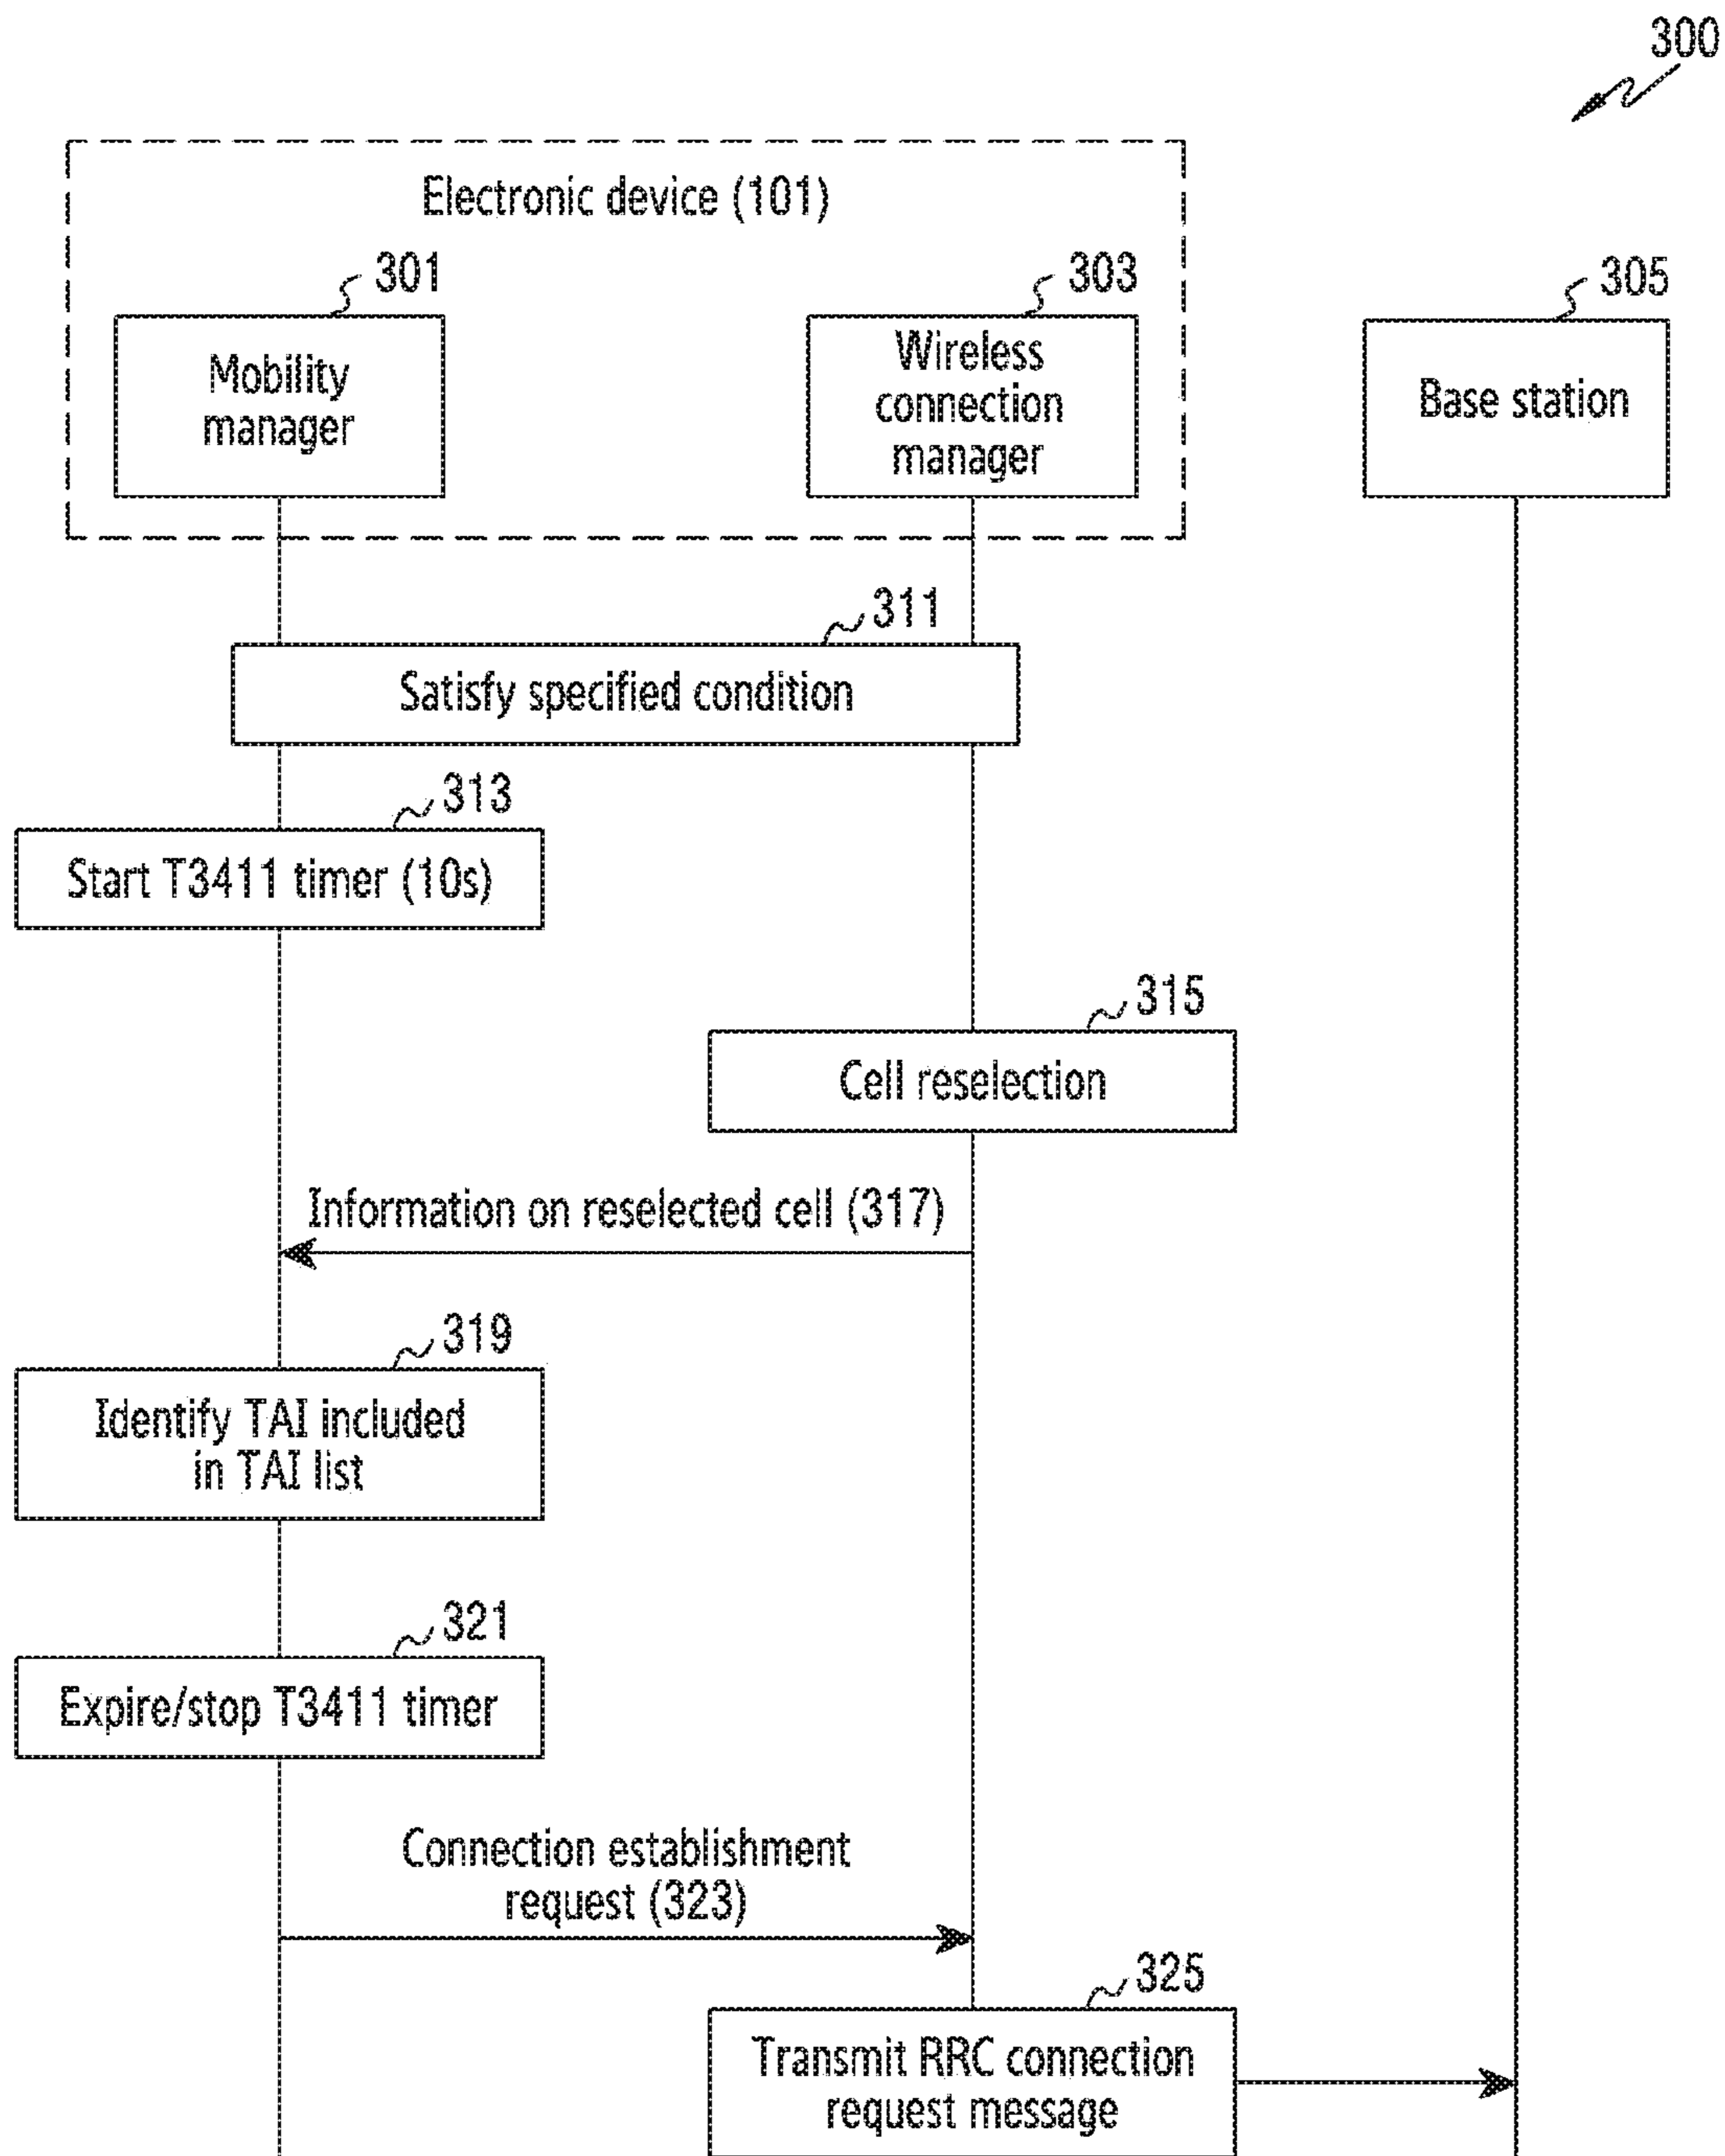 300
Electronic device (101)
301
303
305
Mobility
manager
Wireless
connection
manager
Base station
311
Satisfy specified condition
313
Start T3411 timer (10s)
315
Cell reselection
Information on reselected cell (317)
319
Identify TAI included
in TAI list
321
Expire/stop T3411 timer
Connection establishment
request (323)
325
Transmit RRC connection
request message